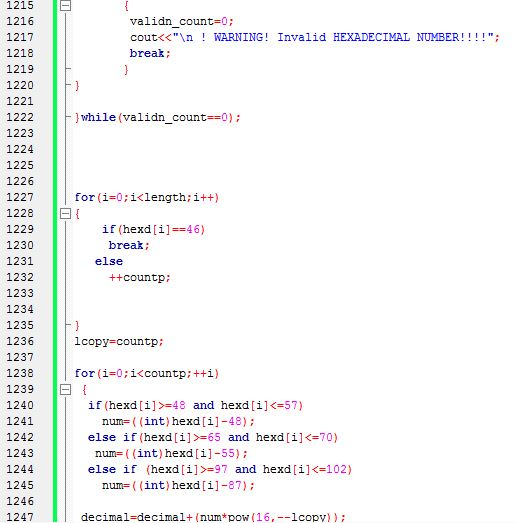 1215 {
1216 validn_count=0;
1217 cout<<"\n ! WARNING! Invalid HEXADECIMAL NUMBER!!!!";
1218 break;
1219 }
1220 }
1221
1222 }while(validn_count==0);
1223
1224
1225
1226
1227 for(i=0;i<length;i++)
1228 {
1229 if(hexd[i]==46)
1230 break;
1231 else
1232 ++countp;
1233
1234
1235 }
1236 lcopy=countp;
1237
1238 for(i=0;i<countp;++i)
1239 {
1240 if(hexd[i]>=48 and hexd[i]<=57)
1241 num=((int)hexd[i]-48);
1242 else if(hexd[i]>=65 and hexd[i]<=70)
1243 num=((int)hexd[i]-55);
1244 else if (hexd[i]>=97 and hexd[i]<=102)
1245 num=((int)hexd[i]-87);
1246
1247 decimal=decimal+(num*pow(16,--lcopy));